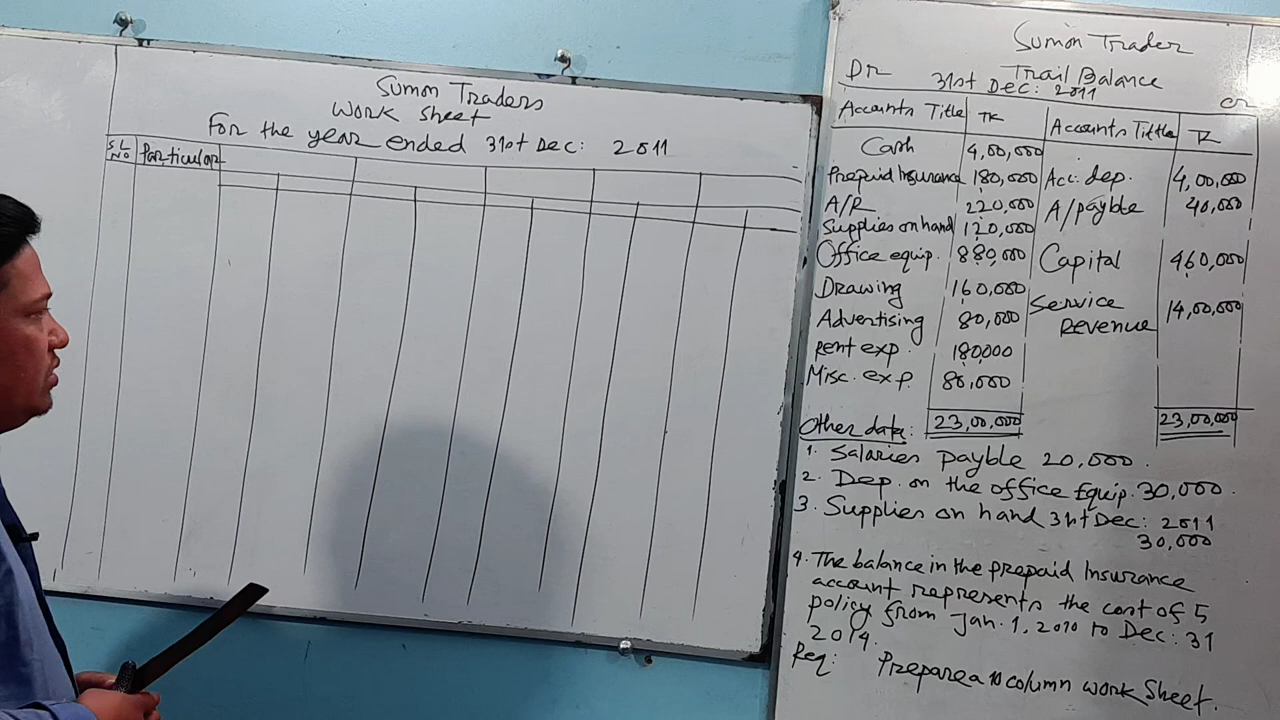 Sumon Traders
Work Sheet
For the year ended 31st Dec: 2011
S.L NO
Particular
Sumon Trader
Trail Balance
Dr 31st Dec: 2011 cr
Accounts Title TK Accounts Tittle TK
Cash 4,00,000
Prepaid Insurance 180,000 Acc. dep. 4,00,000
A/R 220,000 A/payble 40,000
Supplies on hand 120,000
Office equip. 880,000 Capital 460,000
Drawing 160,000 Service
Advertising 80,000 Revenue 14,00,000
Rent exp. 180,000
Misc. exp. 80,000
23,00,000 23,00,000
Other data:
1. Salaries payble 20,000.
2. Dep. on the office Equip. 30,000.
3. Supplies on hand 31st Dec: 2011
30,000
4. The balance in the prepaid Insurance
account represents the cost of 5
policy from Jan. 1, 2010 to Dec: 31
2014.
Req: Prepare a 10 column work Sheet.